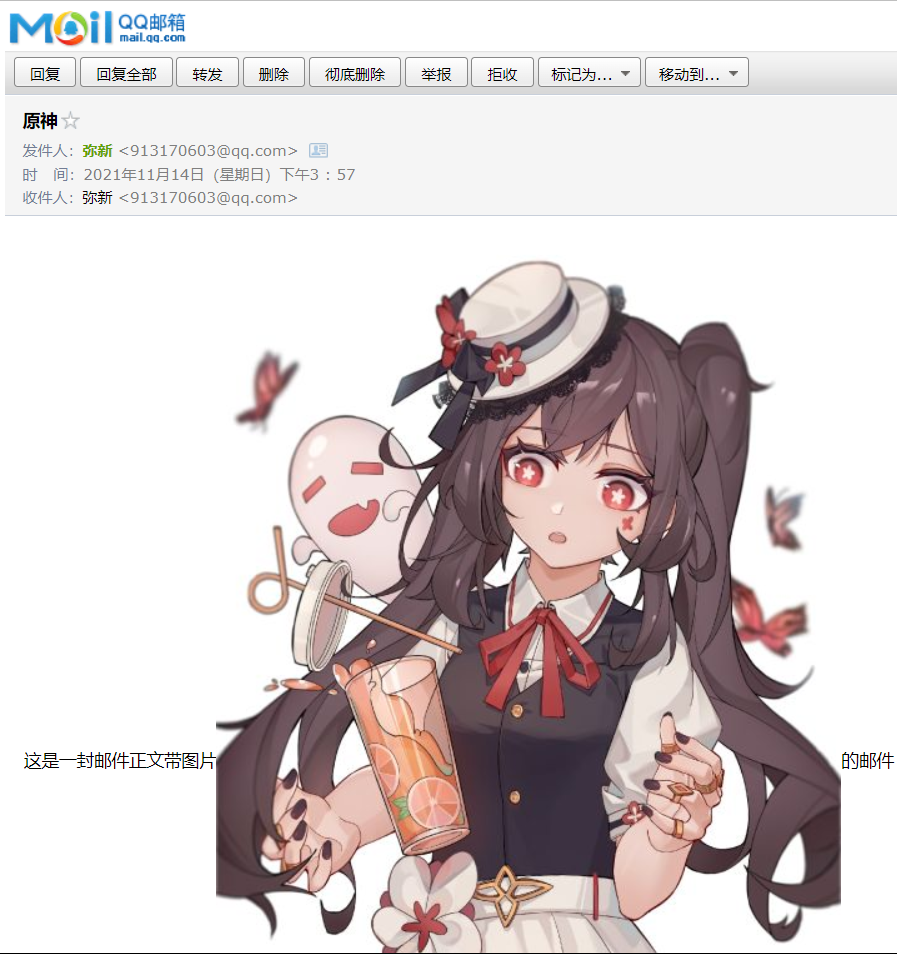 Mail QQ邮箱
mail.qq.com
回复 回复全部 转发 删除 彻底删除 举报 拒收 标记为... 移动到...
原神
发件人：弥新 <913170603@qq.com>
时 间：2021年11月14日（星期日）下午3：57
收件人：弥新 <913170603@qq.com>
这是一封邮件正文带图片 的邮件